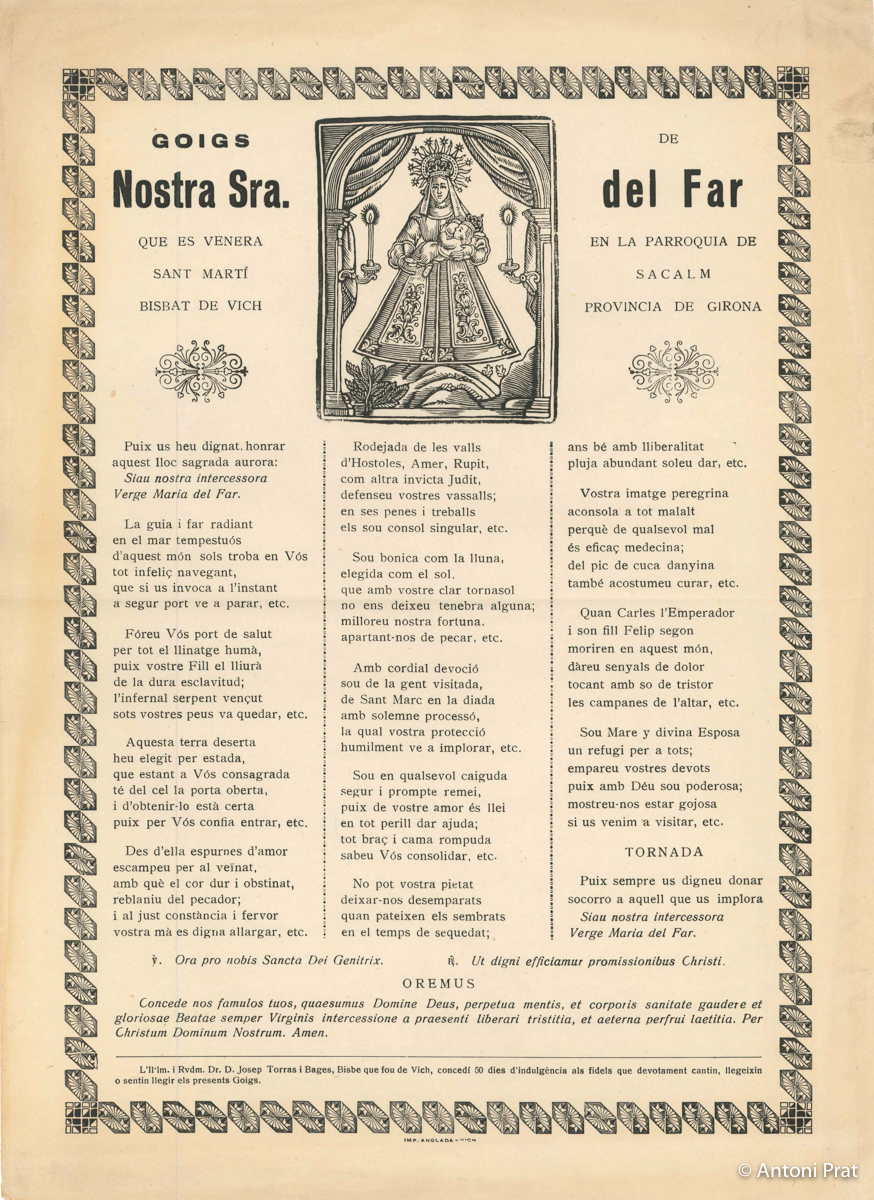 GOIGS DE
Nostra Sra. del Far
QUE ES VENERA EN LA PARROQUIA DE
SANT MARTÍ SACALM
BISBAT DE VICH PROVINCIA DE GIRONA
Puix us heu dignat, honrar
aquest lloc sagrada aurora:
Siau nostra intercessora
Verge Maria del Far.
La guia i far radiant
en el mar tempestuós
d'aquest món sols troba en Vós
tot infeliç navegant,
que si us invoca a l'instant
a segur port ve a parar, etc.
Fóreu Vós port de salut
per tot el llinatge humà,
puix vostre Fill el lliurà
de la dura esclavitud;
l'infernal serpent vençut
sots vostres peus va quedar, etc.
Aquesta terra deserta
heu elegit per estada,
que estant a Vós consagrada
té del cel la porta oberta,
i d'obtenir-lo està certa
puix per Vós confia entrar, etc.
Des d'ella espurnes d'amor
escampeu per al veïnat,
amb què el cor dur i obstinat,
reblaniu del pecador;
i al just constància i fervor
vostra mà es digna allargar, etc.
Rodejada de les valls
d'Hostoles, Amer, Rupit,
com altra invicta Judit,
defenseu vostres vassalls;
en ses penes i treballs
els sou consol singular, etc.
Sou bonica com la lluna,
elegida com el sol,
que amb vostre clar tornasol
no ens deixeu tenebra alguna;
milloreu nostra fortuna,
apartant-nos de pecar, etc.
Amb cordial devoció
sou de la gent visitada,
de Sant Marc en la diada
amb solemne processó,
la qual vostra protecció
humilment ve a implorar, etc.
Sou en qualsevol caiguda
segur i prompte remei,
puix de vostre amor és llei
en tot perill dar ajuda;
tot braç i cama rompuda
sabeu Vós consolidar, etc.
No pot vostra pietat
deixar-nos desemparats
quan pateixen els sembrats
en el temps de sequedat;
ans bé amb lliberalitat
pluja abundant soleu dar, etc.
Vostra imatge peregrina
aconsola a tot malalt
perquè de qualsevol mal
és eficaç medecina;
del pic de cuca danyina
també acostumeu curar, etc.
Quan Carles l'Emperador
i son fill Felip segon
moriren en aquest món,
dàreu senyals de dolor
tocant amb so de tristor
les campanes de l'altar, etc.
Sou Mare y divina Esposa
un refugi per a tots;
empareu vostres devots
puix amb Déu sou poderosa;
mostreu-nos estar gojosa
si us venim a visitar, etc.
TORNADA
Puix sempre us digneu donar
socorro a aquell que us implora
Siau nostra intercessora
Verge Maria del Far.
℣. Ora pro nobis Sancta Dei Genitrix. ℟. Ut digni efficiamur promissionibus Christi.
OREMUS
Concede nos famulos tuos, quaesumus Domine Deus, perpetua mentis, et corporis sanitate gaudere et
gloriosae Beatae semper Virginis intercessione a praesenti liberari tristitia, et aeterna perfrui laetitia. Per
Christum Dominum Nostrum. Amen.
L'Il·lm. i Rvdm. Dr. D. Josep Torras i Bages, Bisbe que fou de Vich, concedí 50 dies d'indulgència als fidels que devotament cantin, llegeixin
o sentin llegir els presents Goigs.
IMP. ANGLADA - VICH
© Antoni Prat